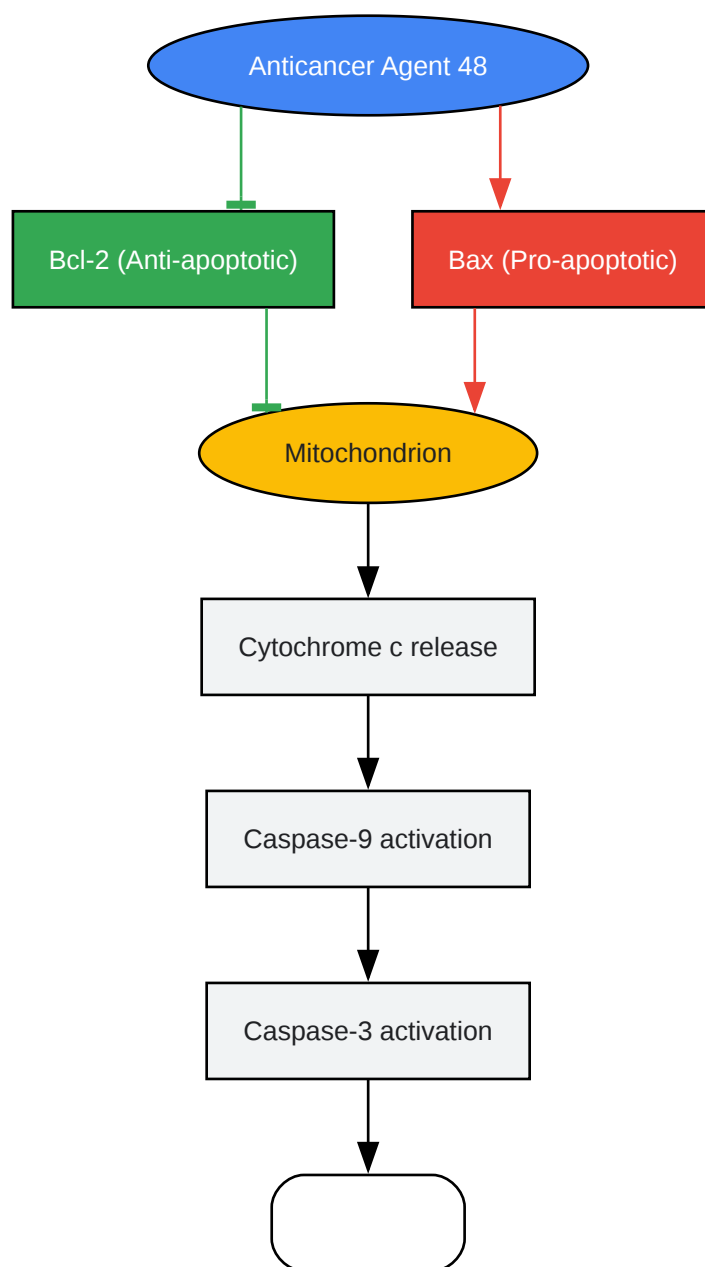 Anticancer Agent 48
Bcl-2 (Anti-apoptotic)
Bax (Pro-apoptotic)
Mitochondrion
Cytochrome c release
Caspase-9 activation
Caspase-3 activation